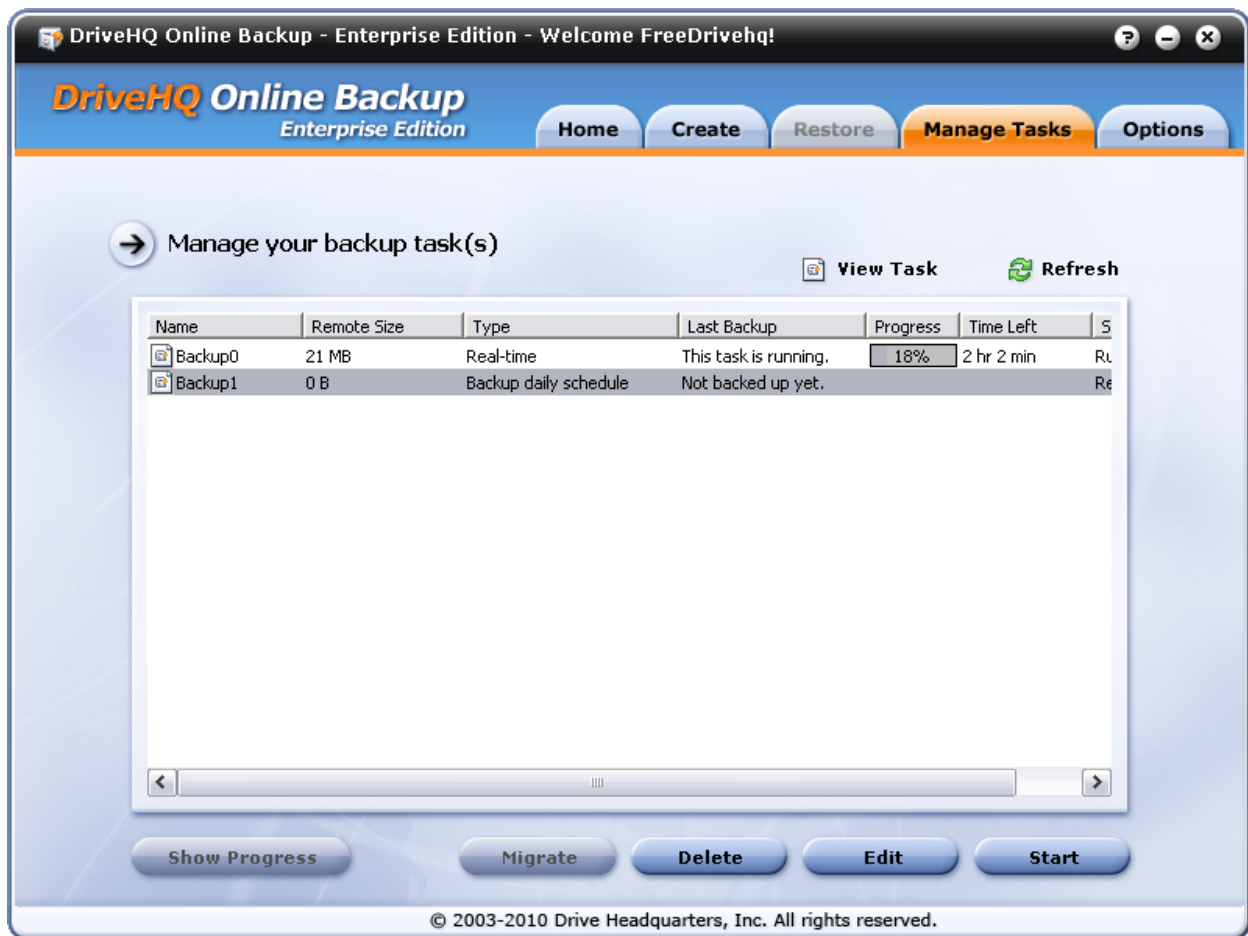 DriveHQ Online Backup - Enterprise Edition - Welcome FreeDrivehq!
DriveHQ Online Backup
Enterprise Edition
Home Create Restore Manage Tasks Options
Manage your backup task(s)
View Task Refresh
Name Remote Size Type Last Backup Progress Time Left S
Backup0 21 MB Real-time This task is running. 18% 2 hr 2 min Ru
Backup1 0 B Backup daily schedule Not backed up yet. Re
Show Progress Migrate Delete Edit Start
© 2003-2010 Drive Headquarters, Inc. All rights reserved.